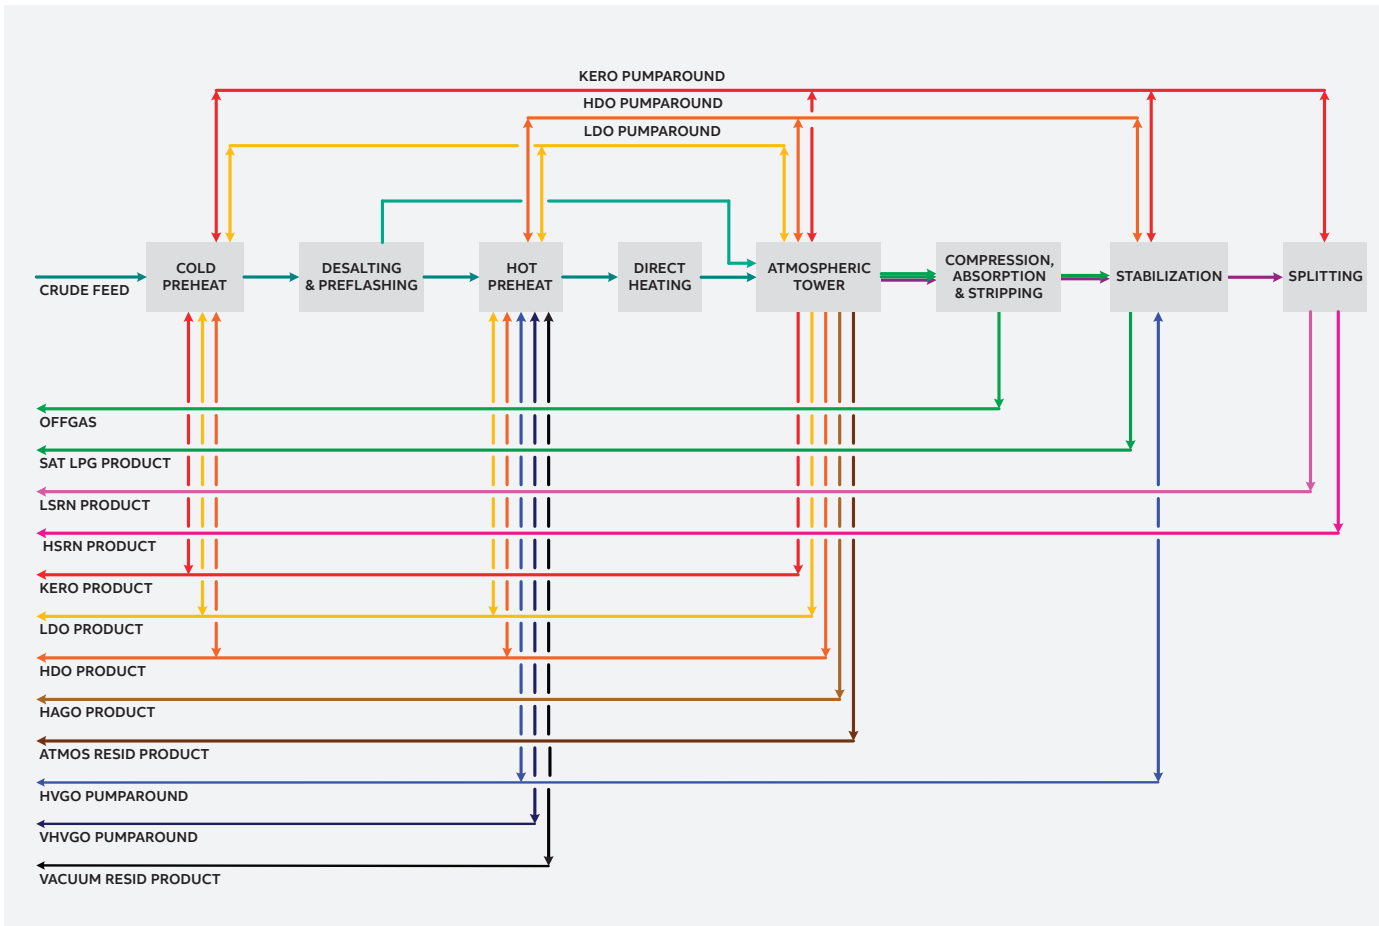 KERO PUMPAROUND
HDO PUMPAROUND
LDO PUMPAROUND
CRUDE FEED
COLD
PREHEAT
DESALTING
& PREFLASHING
HOT
PREHEAT
DIRECT
HEATING
ATMOSPHERIC
TOWER
COMPRESSION,
ABSORPTION
& STRIPPING
STABILIZATION
SPLITTING
OFFGAS
SAT LPG PRODUCT
LSRN PRODUCT
HSRN PRODUCT
KERO PRODUCT
LDO PRODUCT
HDO PRODUCT
HAGO PRODUCT
ATMOS RESID PRODUCT
HVGO PUMPAROUND
VHVGO PUMPAROUND
VACUUM RESID PRODUCT